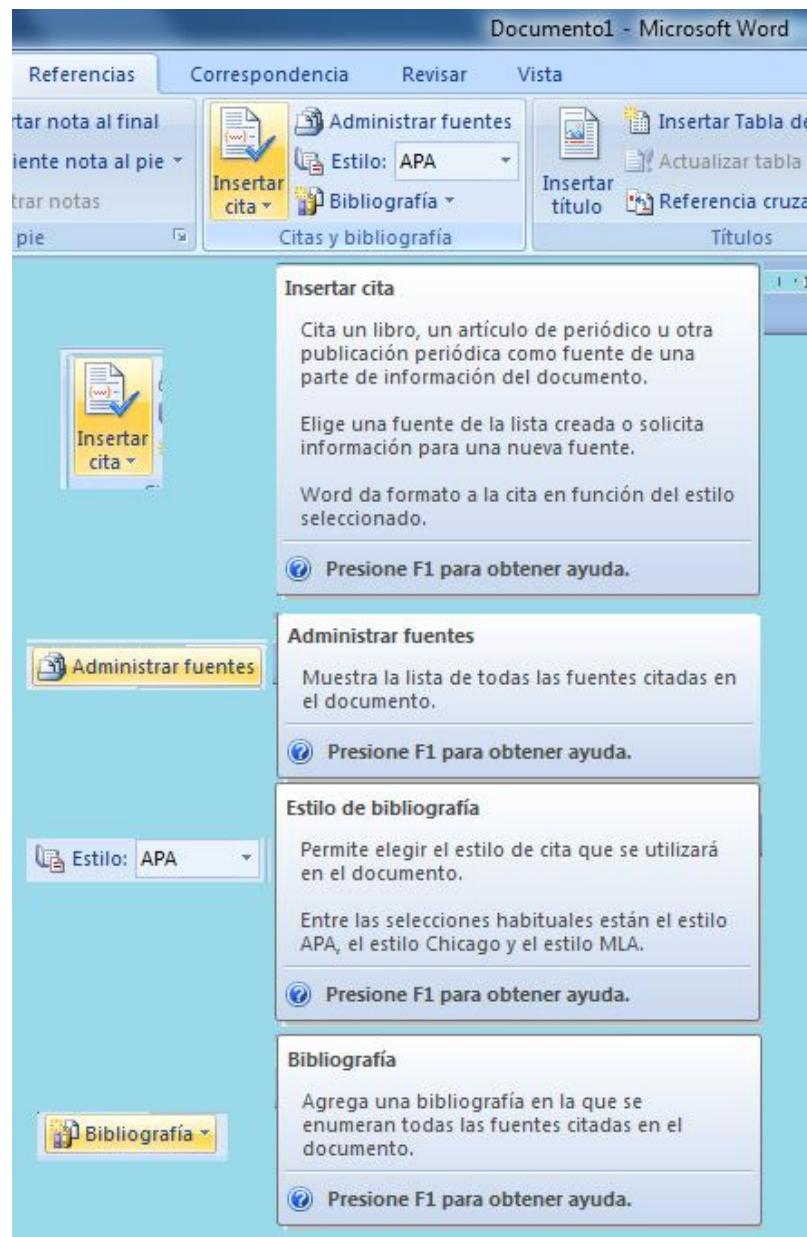 Documento1 - Microsoft Word
Referencias Correspondencia Revisar Vista
rtar nota al final
iente nota al pie
trar notas
pie
Insertar
cita
Administrar fuentes
Estilo: APA
Bibliografía
Citas y bibliografía
Insertar
título
Insertar Tabla de
Actualizar tabla
Referencia cruza
Títulos
Insertar
cita
Insertar cita
Cita un libro, un artículo de periódico u otra
publicación periódica como fuente de una
parte de información del documento.
Elige una fuente de la lista creada o solicita
información para una nueva fuente.
Word da formato a la cita en función del estilo
seleccionado.
Presione F1 para obtener ayuda.
Administrar fuentes
Administrar fuentes
Muestra la lista de todas las fuentes citadas en
el documento.
Presione F1 para obtener ayuda.
Estilo: APA
Estilo de bibliografía
Permite elegir el estilo de cita que se utilizará
en el documento.
Entre las selecciones habituales están el estilo
APA, el estilo Chicago y el estilo MLA.
Presione F1 para obtener ayuda.
Bibliografía
Bibliografía
Agrega una bibliografía en la que se
enumeran todas las fuentes citadas en el
documento.
Presione F1 para obtener ayuda.